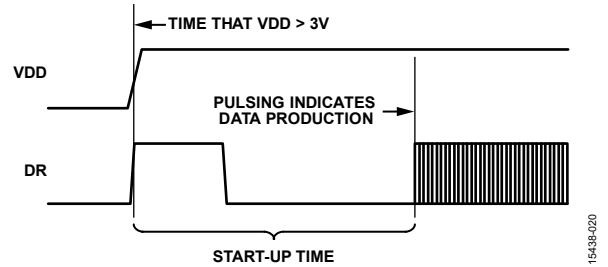 TIME THAT VDD > 3V
VDD
PULSING INDICATES
DATA PRODUCTION
DR
START-UP TIME
15438-020